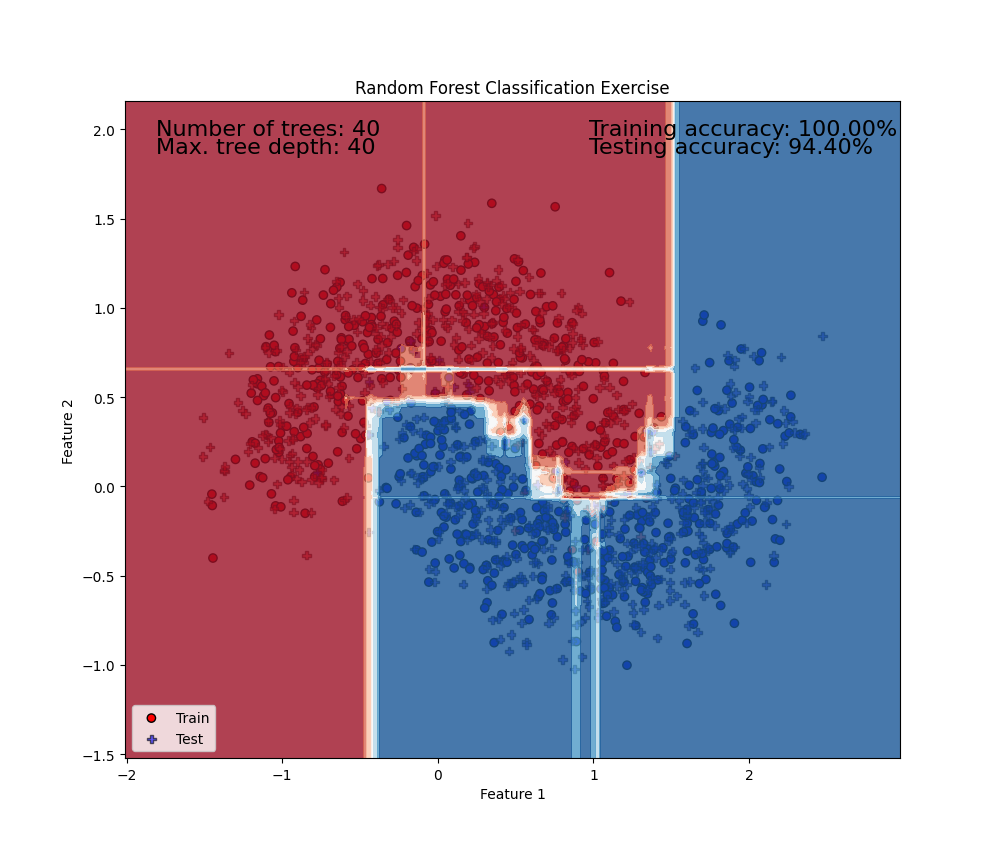 Random Forest Classification Exercise
Number of trees: 40
Max. tree depth: 40
Training accuracy: 100.00%
Testing accuracy: 94.40%
Feature 2
2.0
1.5
1.0
0.5
0.0
−0.5
−1.0
−1.5
Train
Test
−2
−1
0
1
2
Feature 1